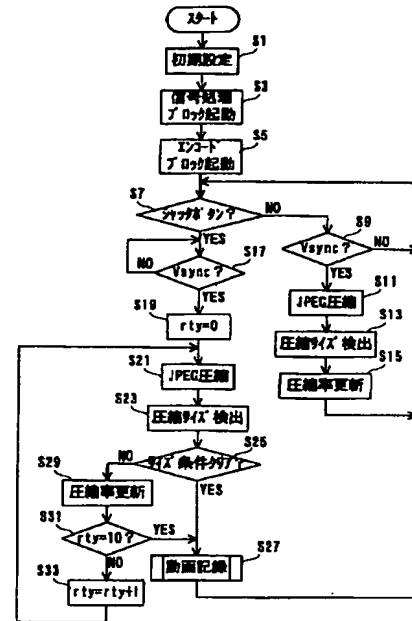 スタート
S1
初期設定
S3
信号処理
ブロック起動
S5
エンコード
ブロック起動
S7
シャッタボタン?
NO
S9
YES
S17
Vsync?
NO
Vsync?
NO
YES
S11
YES
JPEG圧縮
S19
rty=0
S13
圧縮サイズ検出
S21
JPEG圧縮
S15
圧縮率更新
S23
圧縮サイズ検出
S25
NO
サイズ条件クリア?
S29
圧縮率更新
YES
S31
rty=10?
YES
NO
動画記録
S27
S33
rty=rty+1